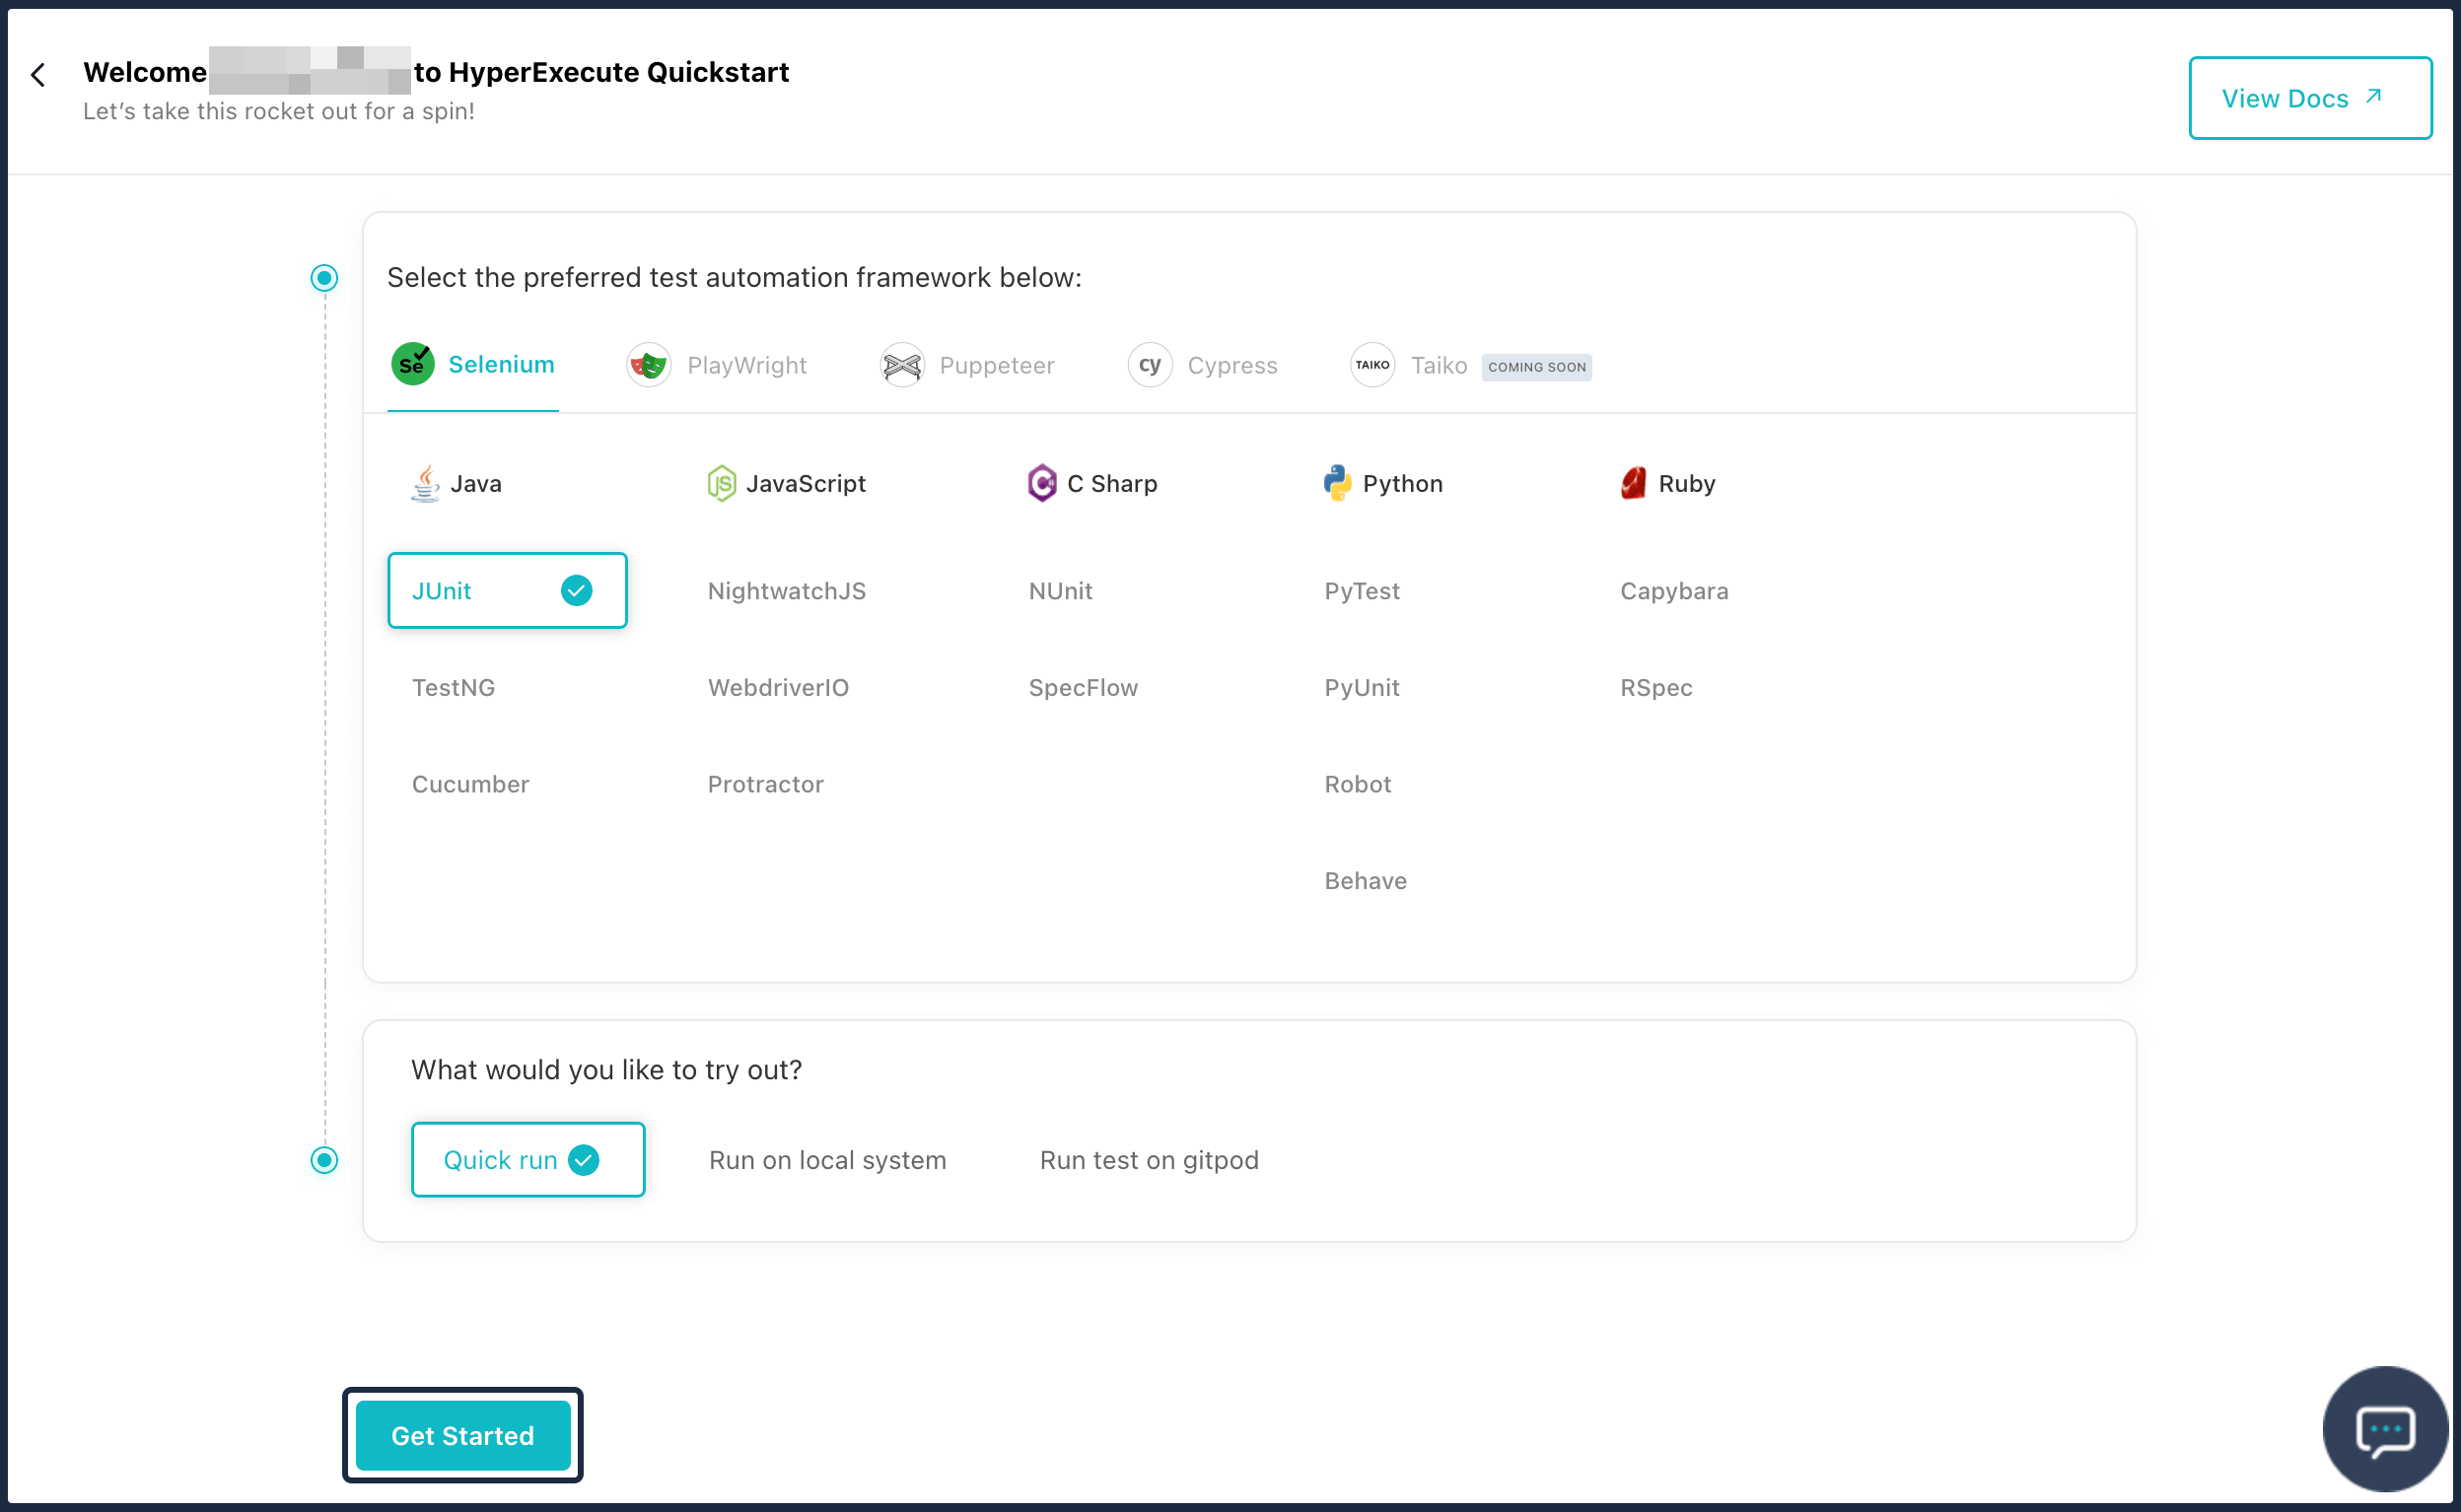 Welcome to HyperExecute Quickstart
Let's take this rocket out for a spin!
View Docs
Select the preferred test automation framework below:
Se Selenium
PlayWright
Puppeteer
cy Cypress
TAIKO Taiko COMING SOON
Java
JavaScript
C Sharp
Python
Ruby
JUnit
NightwatchJS
NUnit
PyTest
Capybara
TestNG
WebdriverIO
SpecFlow
PyUnit
RSpec
Cucumber
Protractor
Robot
Behave
What would you like to try out?
Quick run
Run on local system
Run test on gitpod
Get Started